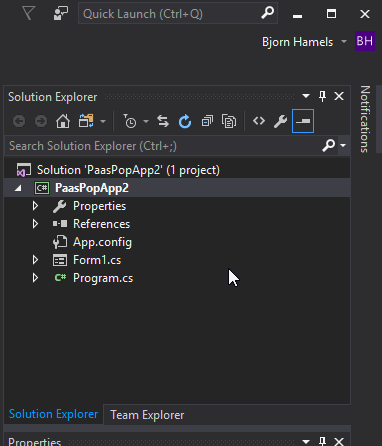 Quick Launch (Ctrl+Q)
Bjorn Hamels BH
Notifications
Solution Explorer
Search Solution Explorer (Ctrl+;)
Solution 'PaasPopApp2' (1 project)
C# PaasPopApp2
Properties
References
App.config
Form1.cs
C# Program.cs
Solution Explorer Team Explorer
Properties